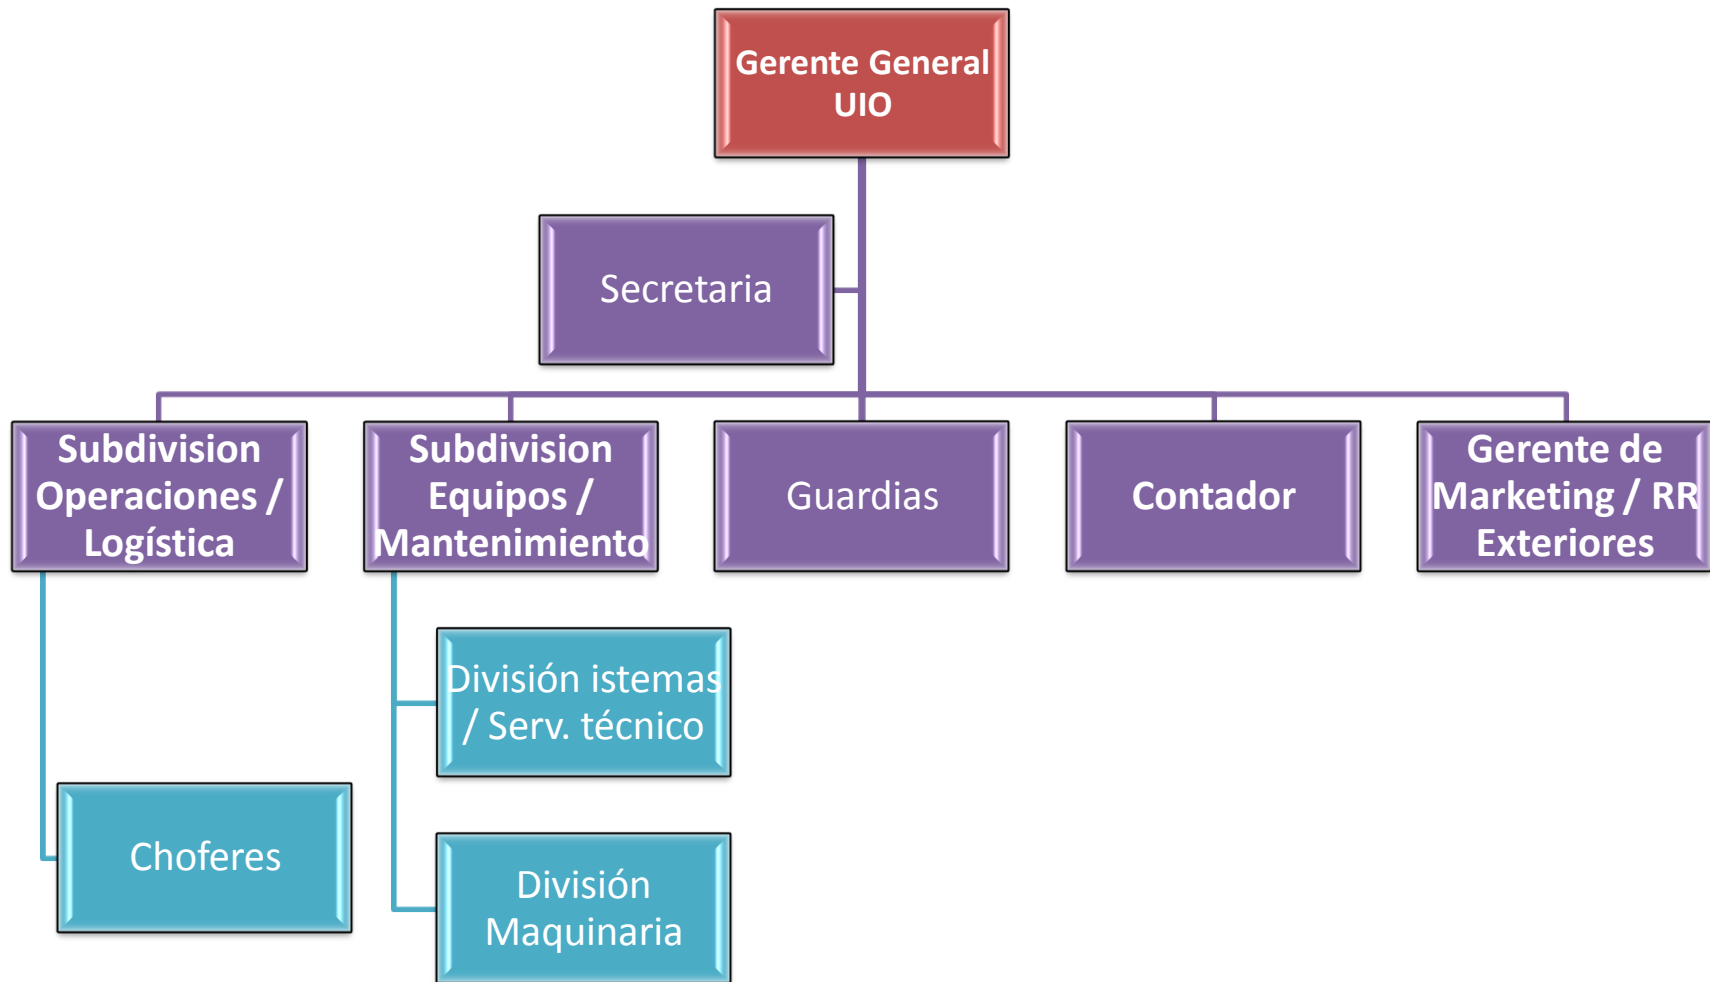 Gerente General
UIO
Secretaria
Subdivision
Operaciones /
Logística
Subdivision
Equipos /
Mantenimiento
Guardias
Contador
Gerente de
Marketing / RR
Exteriores
División istemas
/ Serv. técnico
Choferes
División
Maquinaria